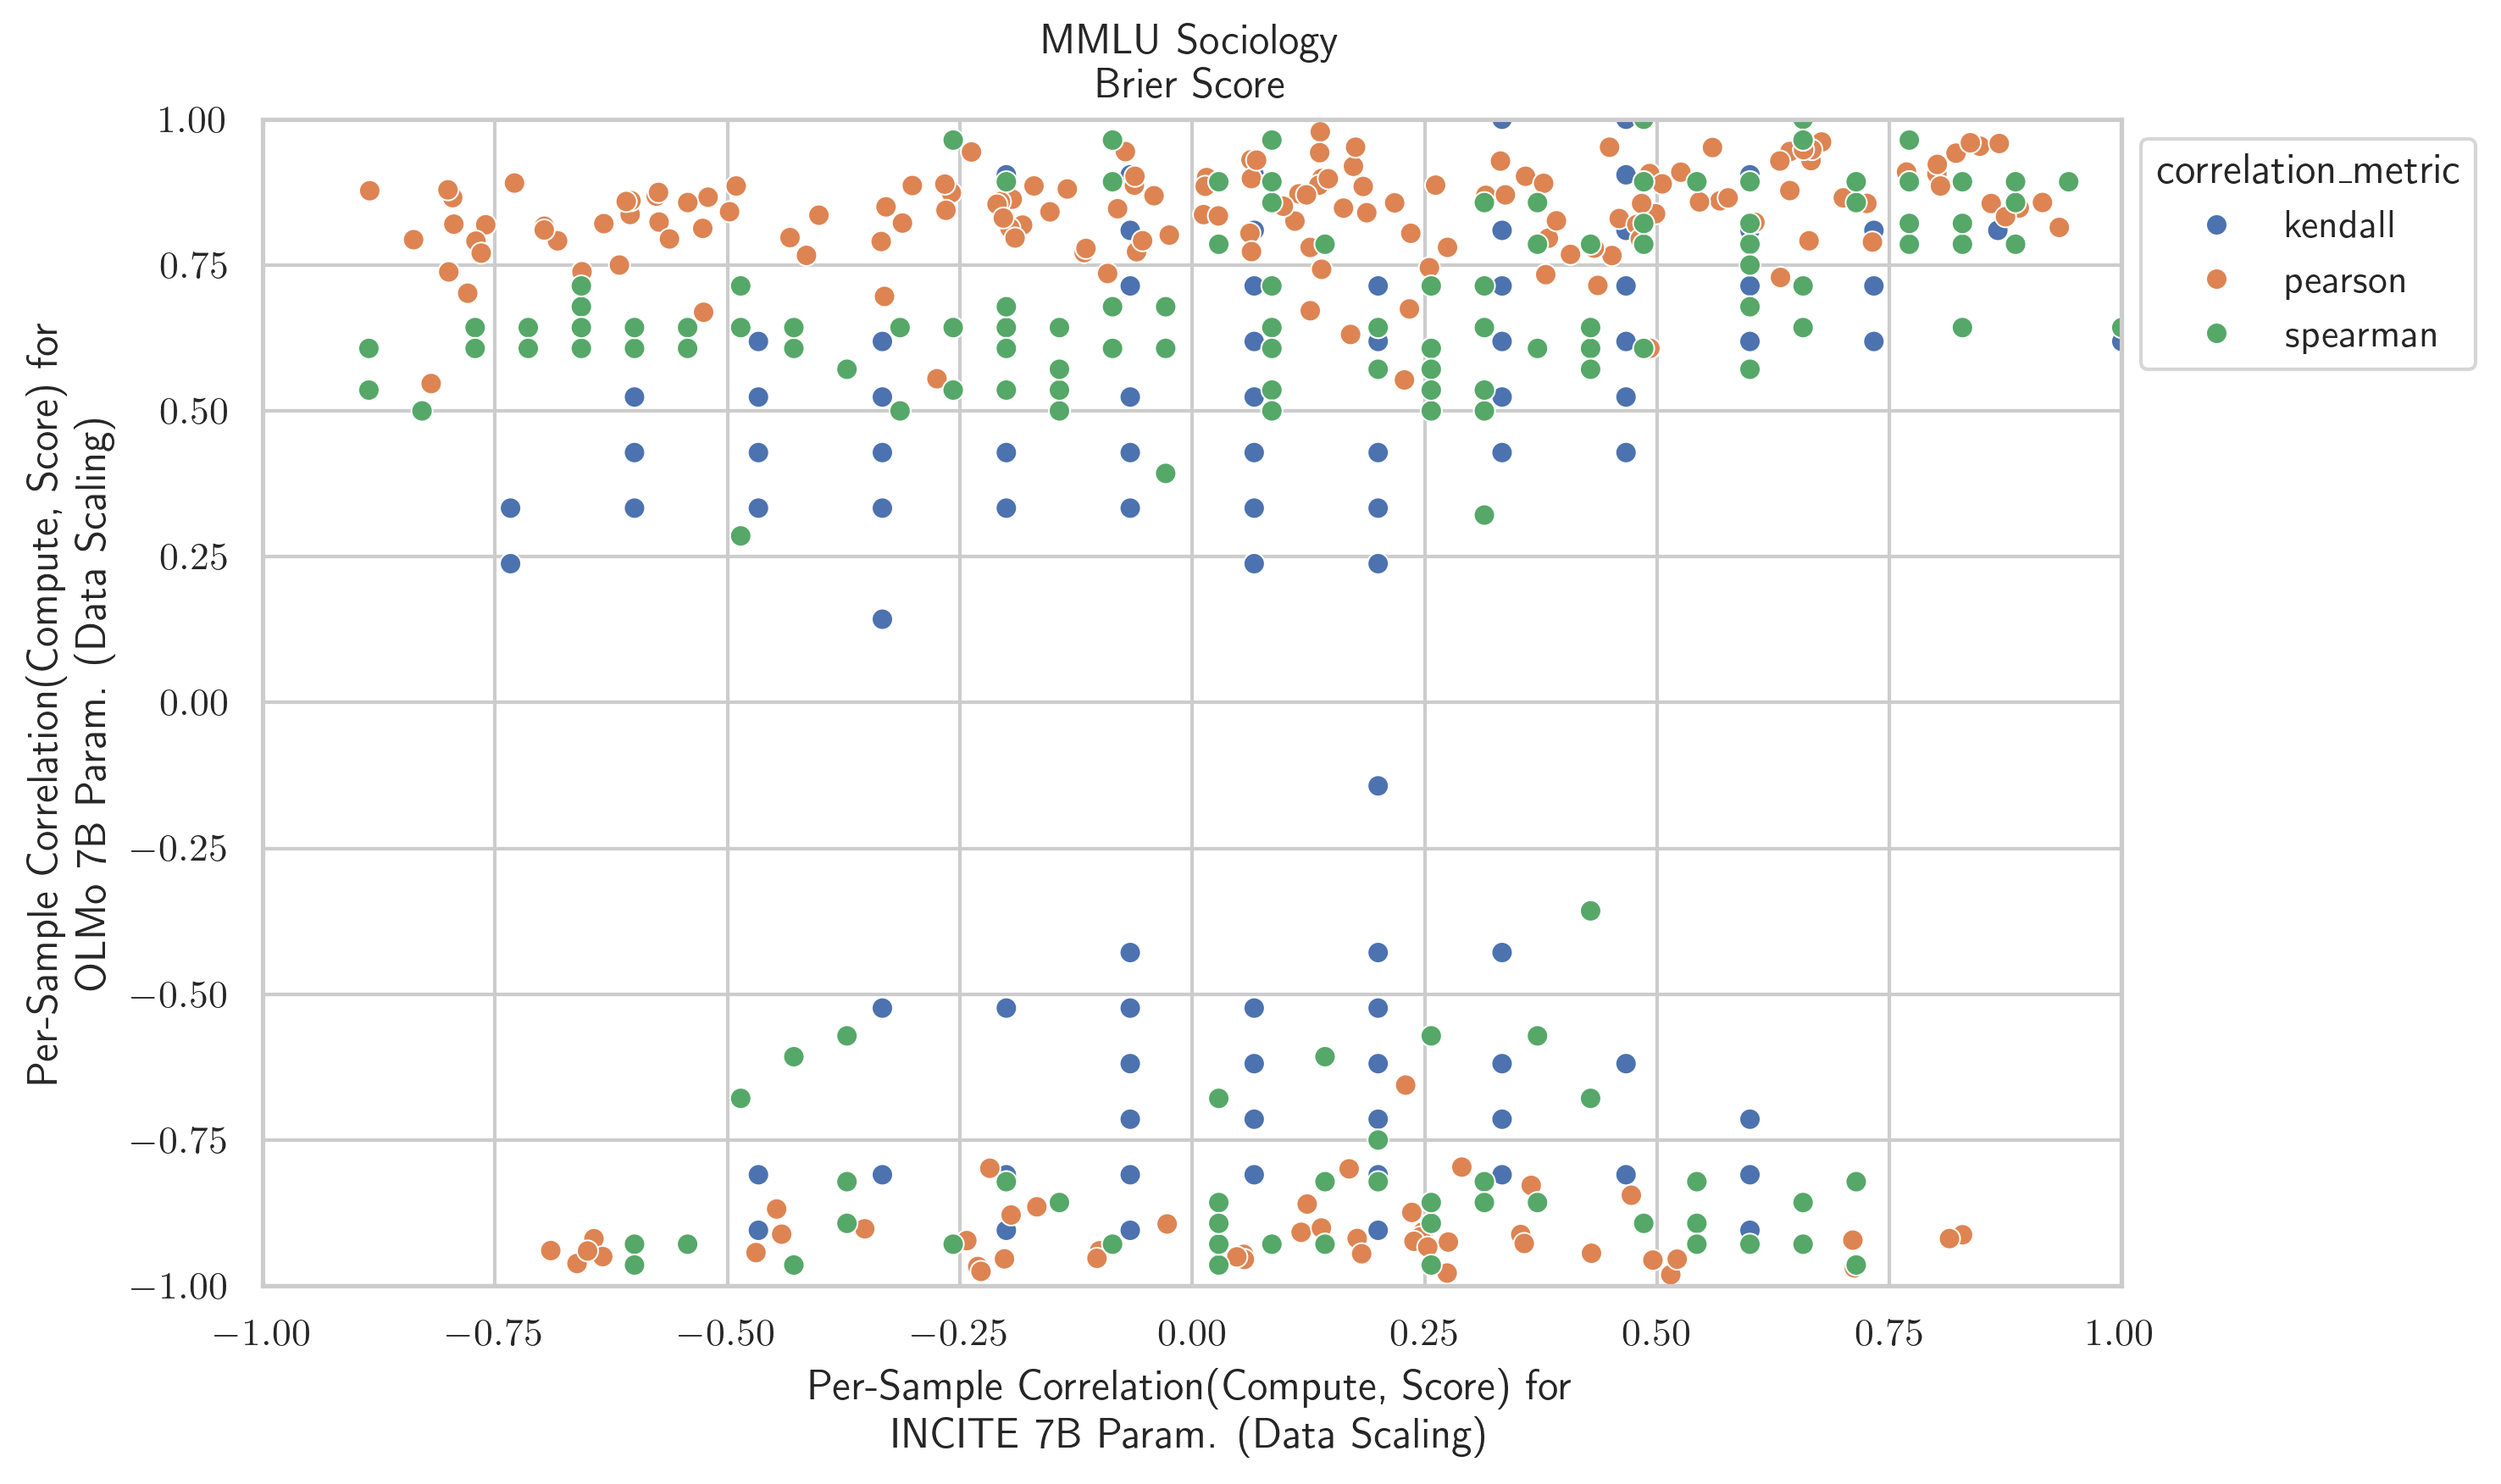 MMLU Sociology
Brier Score
Per-Sample Correlation(Compute, Score) for
OLMo 7B Param. (Data Scaling)
1.00
0.75
0.50
0.25
0.00
−0.25
−0.50
−0.75
−1.00
−1.00 −0.75 −0.50 −0.25 0.00 0.25 0.50 0.75 1.00
Per-Sample Correlation(Compute, Score) for
INCITE 7B Param. (Data Scaling)
correlation_metric
kendall
pearson
spearman